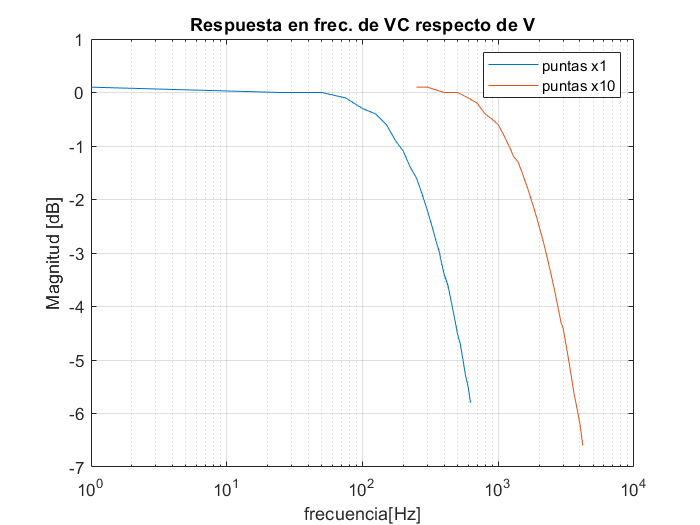 Respuesta en frec. de VC respecto de V
puntas x1
puntas x10
Magnitud [dB]
1
0
-1
-2
-3
-4
-5
-6
-7
10^0
10^1
10^2
10^3
10^4
frecuencia[Hz]